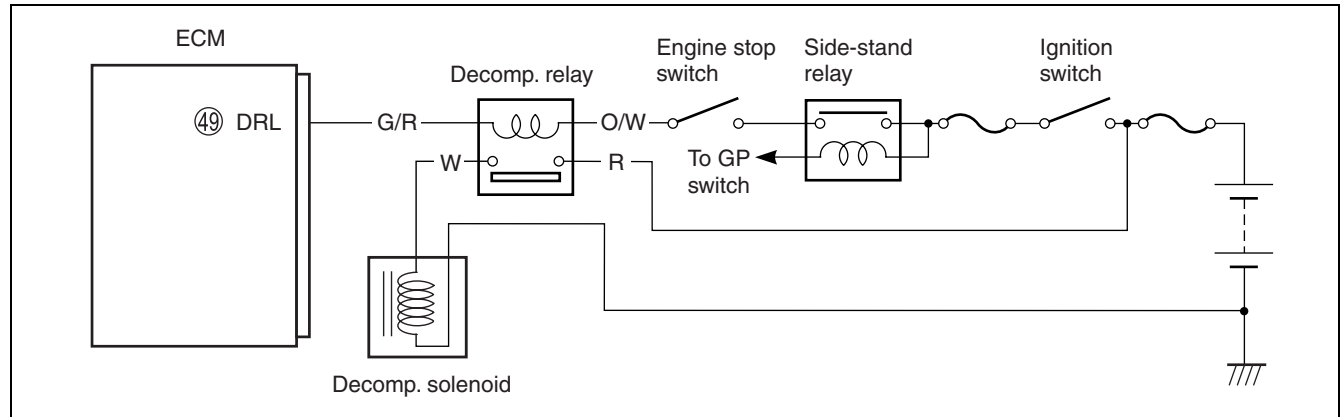 ECM
Engine stop
switch
Side-stand
relay
Ignition
switch
Decomp. relay
49 DRL
G/R
O/W
W
R
To GP
switch
Decomp. solenoid